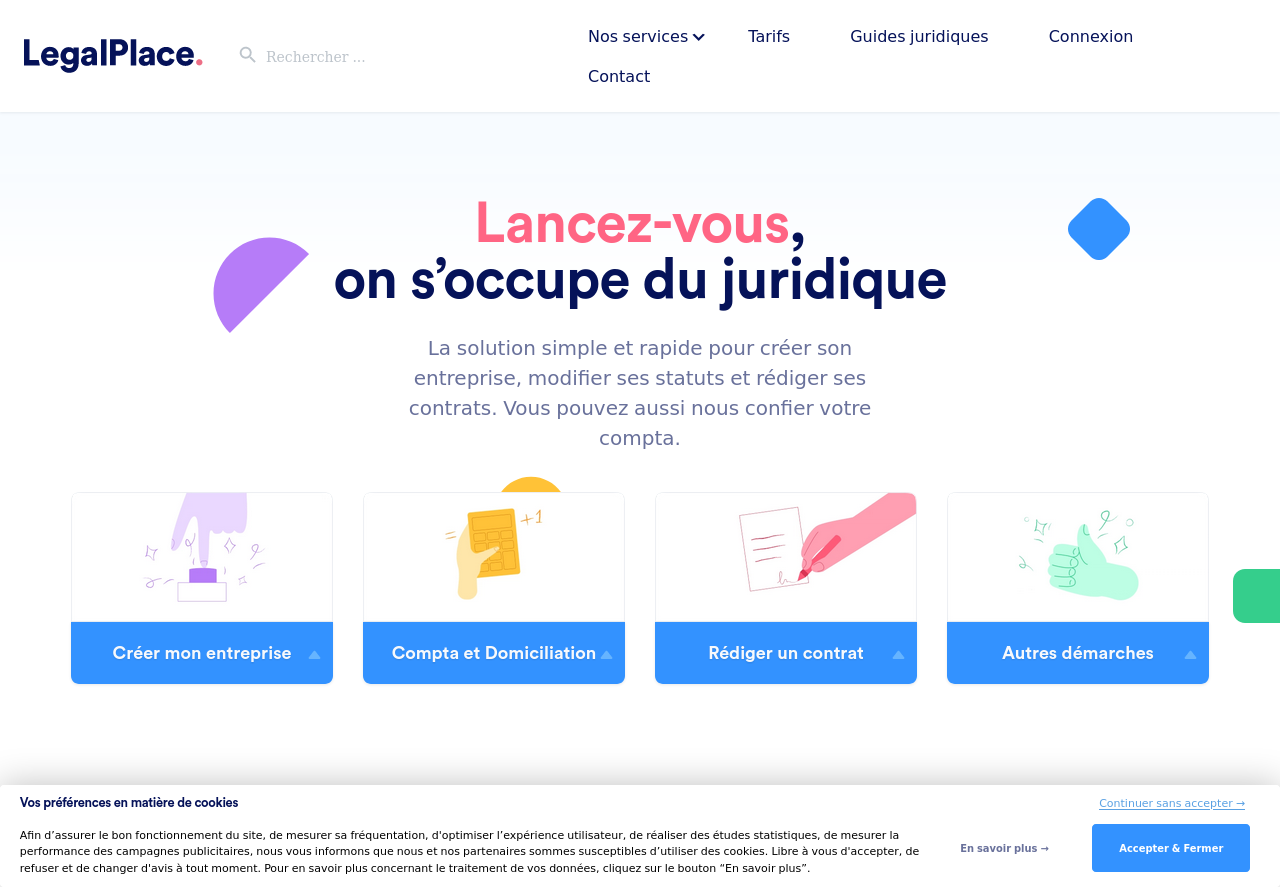 LegalPlace.
Rechercher ...
Nos services
Tarifs
Guides juridiques
Connexion
Contact
Lancez-vous,
on s’occupe du juridique
La solution simple et rapide pour créer son
entreprise, modifier ses statuts et rédiger ses
contrats. Vous pouvez aussi nous confier votre
compta.
= +1
Créer mon entreprise
Compta et Domiciliation
Rédiger un contrat
Autres démarches
Vos préférences en matière de cookies
Continuer sans accepter →
Afin d’assurer le bon fonctionnement du site, de mesurer sa fréquentation, d'optimiser l’expérience utilisateur, de réaliser des études statistiques, de mesurer la
performance des campagnes publicitaires, nous vous informons que nous et nos partenaires sommes susceptibles d’utiliser des cookies. Libre à vous d'accepter, de
refuser et de changer d'avis à tout moment. Pour en savoir plus concernant le traitement de vos données, cliquez sur le bouton “En savoir plus”.
En savoir plus →
Accepter & Fermer